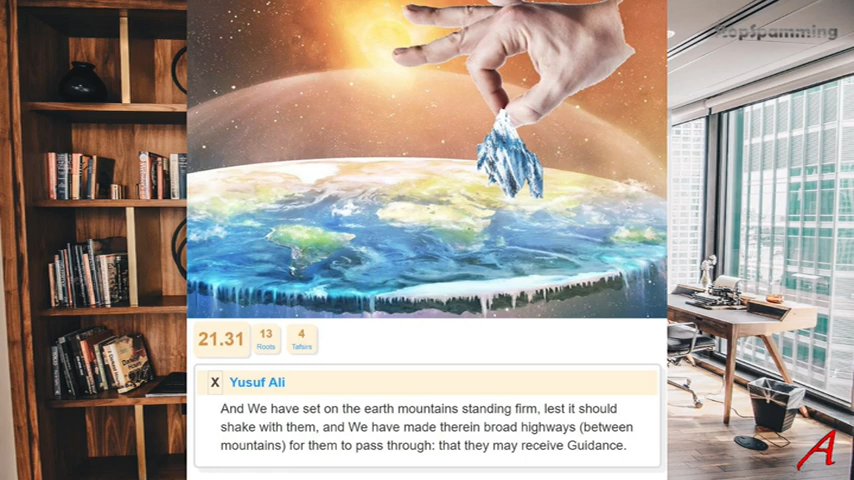 StopSpamming
21.31
13
Roots
4
Tafsirs
X Yusuf Ali
And We have set on the earth mountains standing firm, lest it should
shake with them, and We have made therein broad highways (between
mountains) for them to pass through: that they may receive Guidance.
A